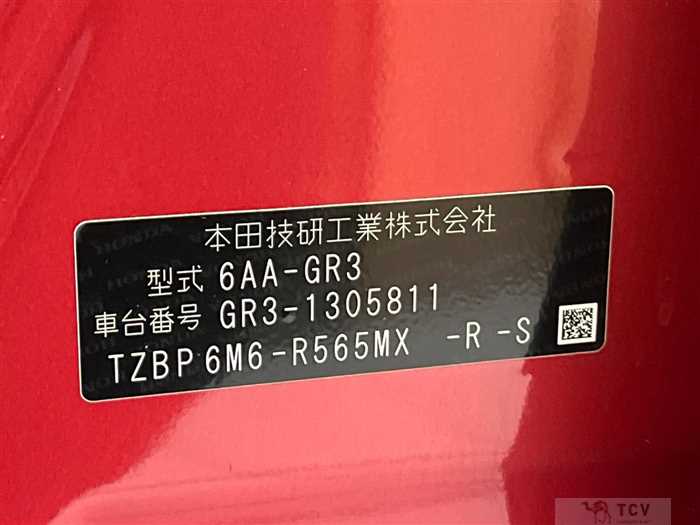 本田技研工業株式会社
型式 6AA-GR3
車台番号 GR3-1305811
TZBP6M6-R565MX -R -S
TCV